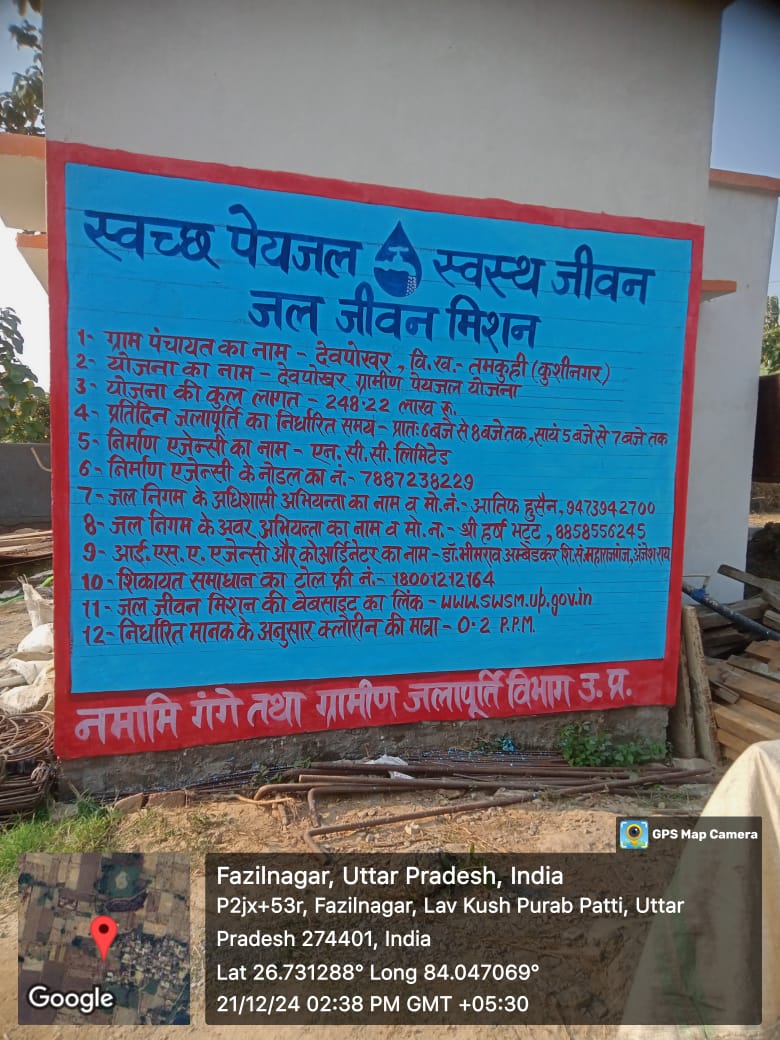 स्वच्छ पेयजल स्वस्थ जीवन
जल जीवन मिशन
1- ग्राम पंचायत का नाम - देवपोखर, वि.ख.- तमकुही (कुशीनगर)
2- योजना का नाम - देवपोखर ग्रामीण पेयजल योजना
3- योजना की कुल लागत - 248.22 लाख रू.
4- प्रतिदिन जलापूर्ति का निर्धारित समय- प्रातः 6 बजे से 8 बजे तक, सायं 5 बजे से 7 बजे तक
5- निर्माण एजेन्सी का नाम - एन. सी. सी. लिमिटेड
6- निर्माण एजेन्सी के नोडल का नं.- 7887238229
7- जल निगम के अधिशासी अभियन्ता का नाम व मो.नं.- आतिफ हुसैन, 9473942700
8- जल निगम के अवर अभियन्ता का नाम व मो. न.- श्री हर्ष भट्ट, 8858556245
9- आई. एस. ए. एजेन्सी और कोआर्डिनेटर का नाम - डॉ. भीमराव अम्बेडकर शि. सं. महाराजगंज, अंजेश राय
10- शिकायत समाधान का टोल फ्री नं.- 18001212164
11- जल जीवन मिशन की वेबसाइट का लिंक - www.swsm.up.gov.in
12- निर्धारित मानक के अनुसार क्लोरीन की मात्रा - 0.2 P.P.M.
नमामि गंगे तथा ग्रामीण जलापूर्ति विभाग उ. प्र.
GPS Map Camera
Fazilnagar, Uttar Pradesh, India
P2jx+53r, Fazilnagar, Lav Kush Purab Patti, Uttar
Pradesh 274401, India
Lat 26.731288° Long 84.047069°
21/12/24 02:38 PM GMT +05:30
Google